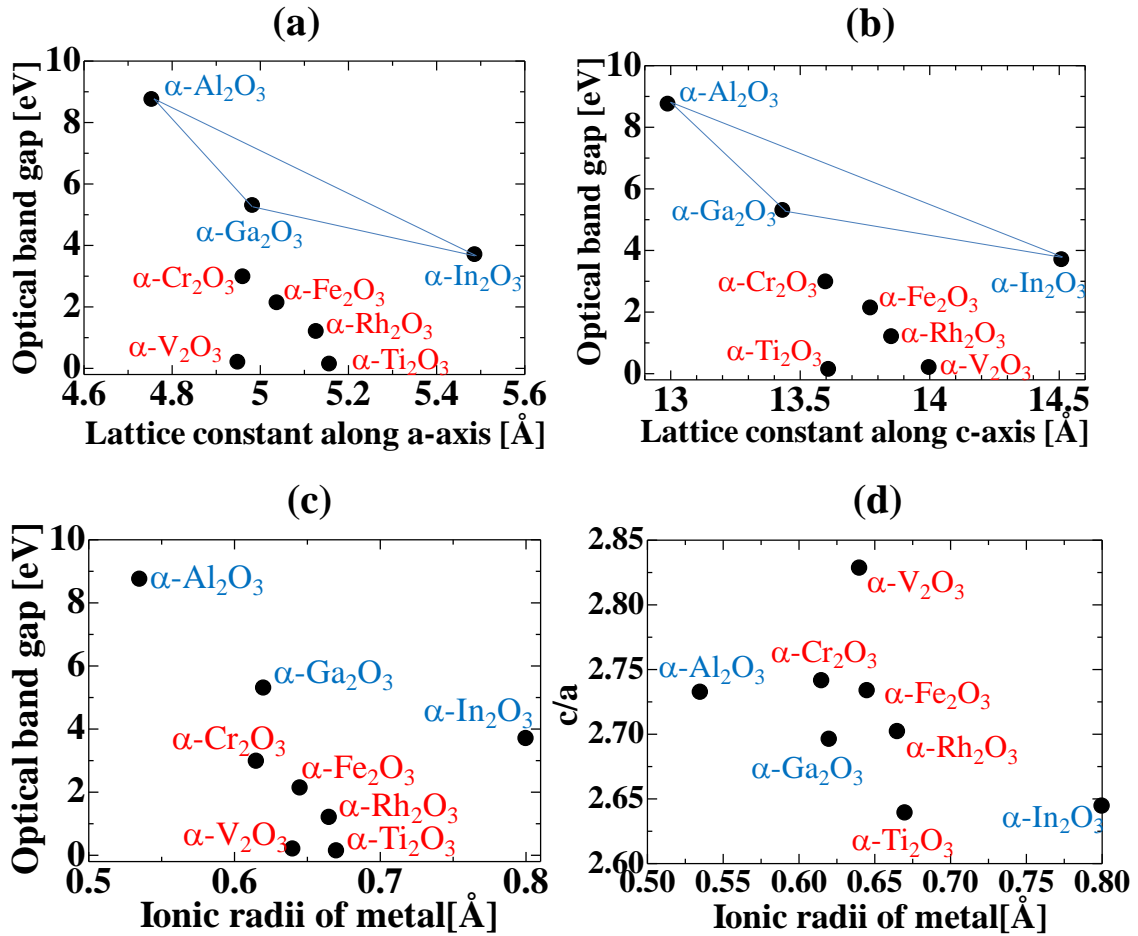 (a)
Optical band gap [eV]
10
8
6
4
2
0
α-Al₂O₃
α-Ga₂O₃
α-In₂O₃
α-Cr₂O₃
α-Fe₂O₃
α-Rh₂O₃
α-V₂O₃
α-Ti₂O₃
4.6 4.8 5 5.2 5.4 5.6
Lattice constant along a-axis [Å]
(b)
Optical band gap [eV]
10
8
6
4
2
0
α-Al₂O₃
α-Ga₂O₃
α-In₂O₃
α-Cr₂O₃
α-Fe₂O₃
α-Rh₂O₃
α-Ti₂O₃
α-V₂O₃
13 13.5 14 14.5
Lattice constant along c-axis [Å]
(c)
Optical band gap [eV]
10
8
6
4
2
0
α-Al₂O₃
α-Ga₂O₃
α-In₂O₃
α-Cr₂O₃
α-Fe₂O₃
α-Rh₂O₃
α-V₂O₃
α-Ti₂O₃
0.5 0.6 0.7 0.8
Ionic radii of metal[Å]
(d)
c/a
2.85
2.80
2.75
2.70
2.65
2.60
α-V₂O₃
α-Cr₂O₃
α-Al₂O₃
α-Fe₂O₃
α-Rh₂O₃
α-Ga₂O₃
α-In₂O₃
α-Ti₂O₃
0.50 0.55 0.60 0.65 0.70 0.75 0.80
Ionic radii of metal[Å]